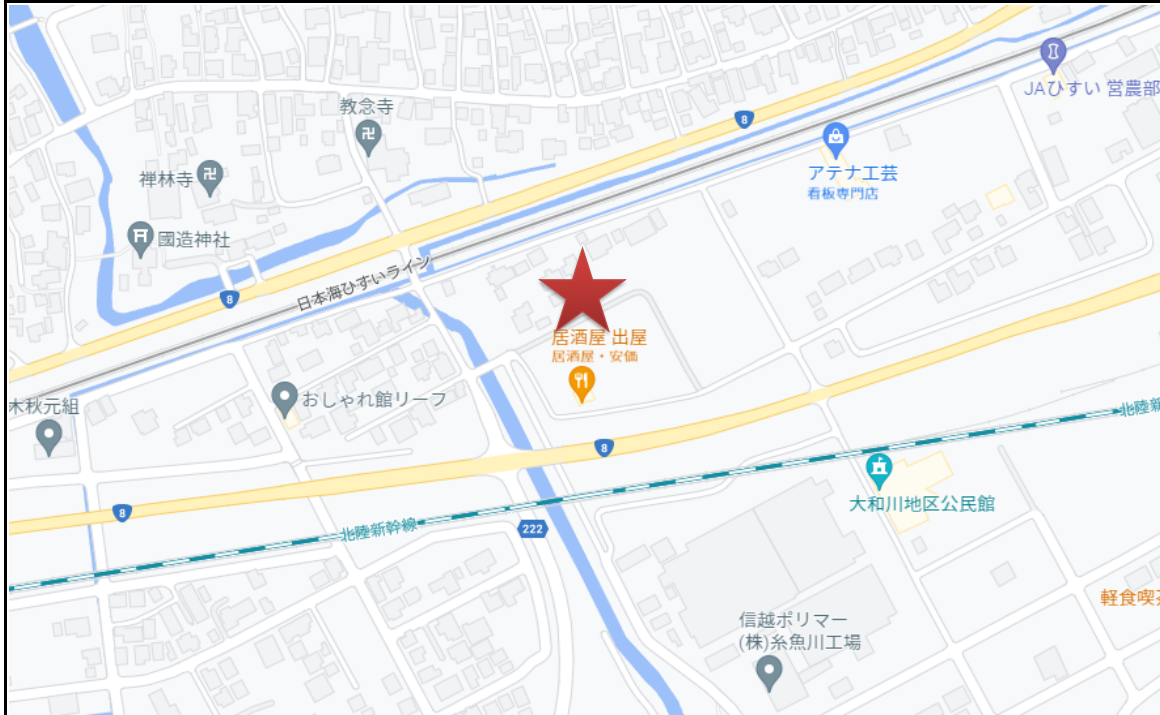 JAひすい 営農部
8
教念寺
アテナ工芸
看板専門店
禅林寺
國造神社
日本海ひすいライン
8
居酒屋 出屋
居酒屋・安価
おしゃれ館リーフ
木秋元組
北陸新
8
大和川地区公民館
8
北陸新幹線
222
軽食喫茶
信越ポリマー
(株)糸魚川工場